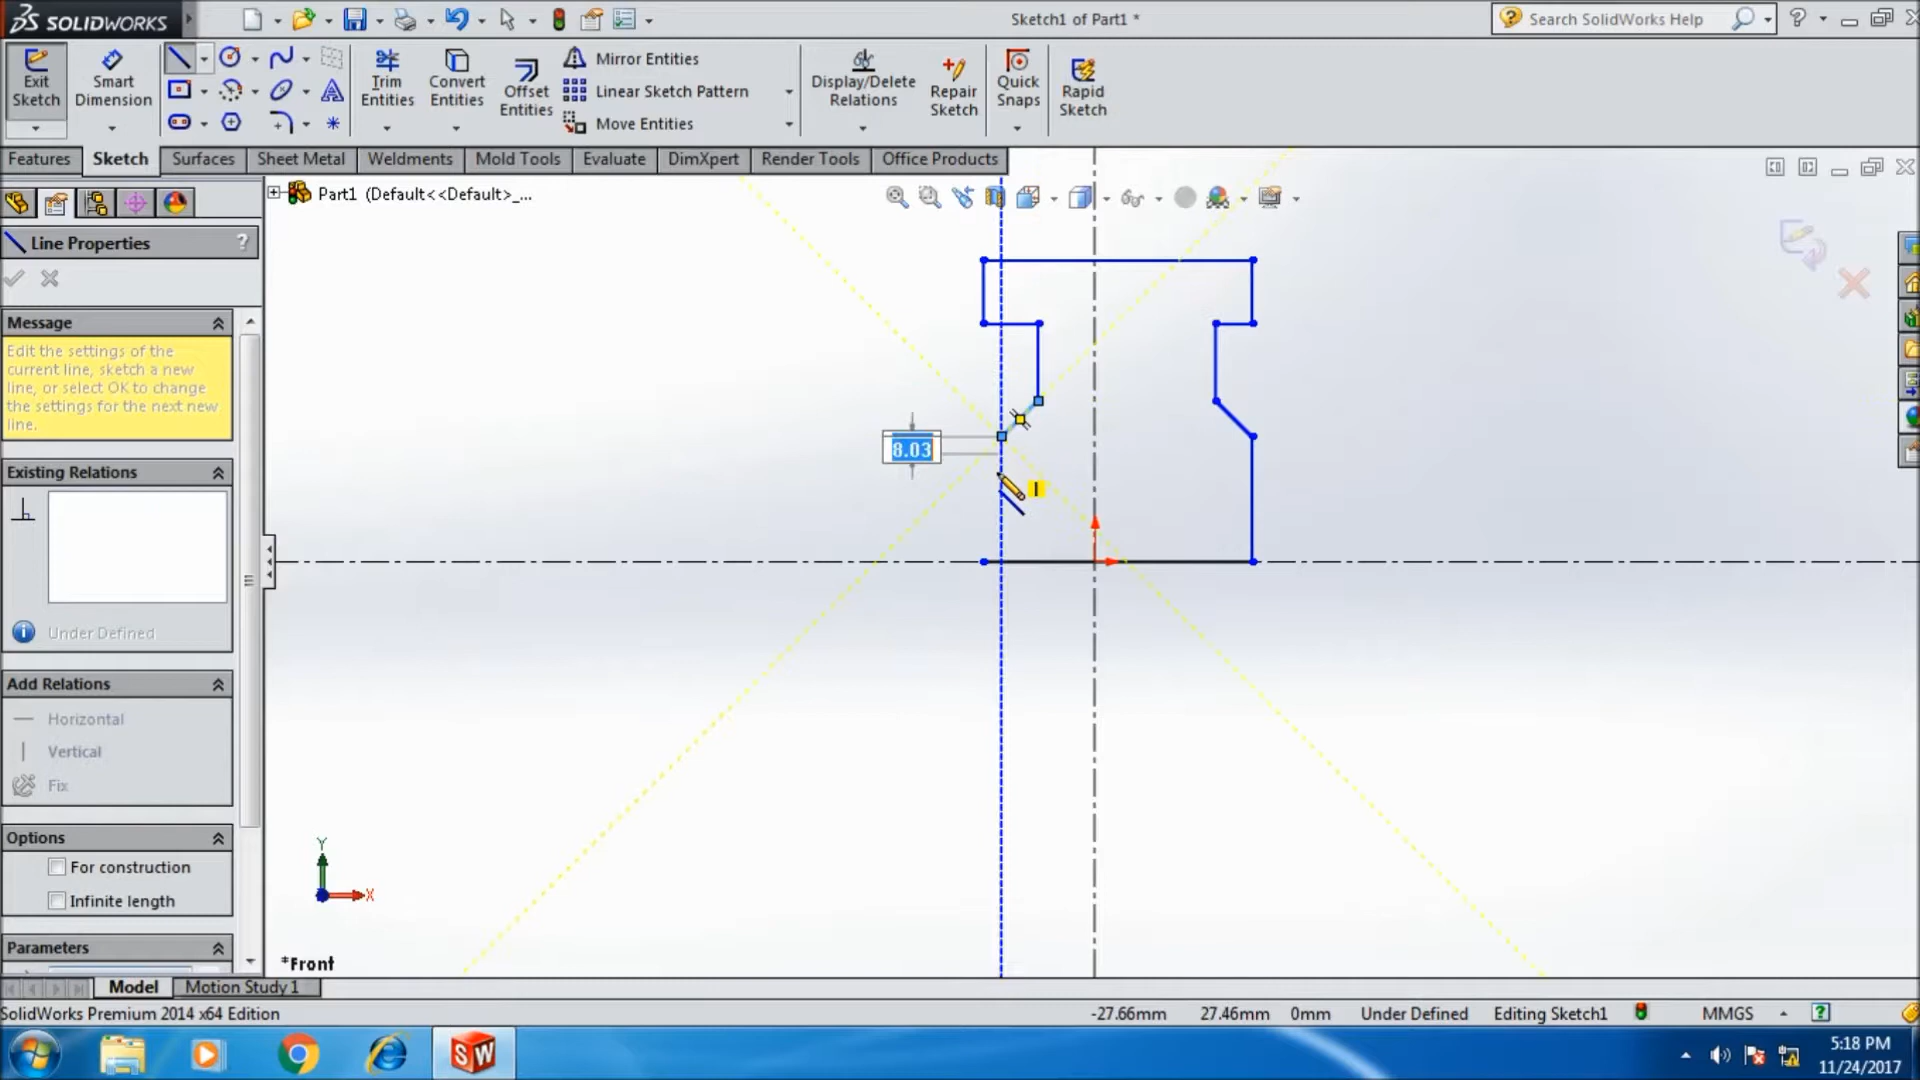 SOLIDWORKS
Sketch1 of Part1 *
Search SolidWorks Help
Exit Sketch
Smart Dimension
Trim Entities
Convert Entities
Offset Entities
Mirror Entities
Linear Sketch Pattern
Move Entities
Display/Delete Relations
Repair Sketch
Quick Snaps
Rapid Sketch
Features
Sketch
Surfaces
Sheet Metal
Weldments
Mold Tools
Evaluate
DimXpert
Render Tools
Office Products
Part1 (Default<<Default>_...
Line Properties
?
Message
Edit the settings of the
current line, sketch a new
line, or select OK to change
the settings for the next new
line.
Existing Relations
Under Defined
Add Relations
Horizontal
Vertical
Fix
Options
For construction
Infinite length
Parameters
8.03
Y
X
*Front
Model
Motion Study 1
SolidWorks Premium 2014 x64 Edition
-27.66mm
27.46mm
0mm
Under Defined
Editing Sketch1
MMGS
5:18 PM
11/24/2017